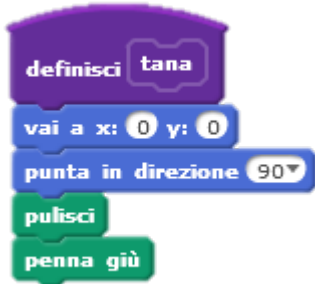 definisci tana
vai a x: 0 y: 0
punta in direzione 90
pulisci
penna giù